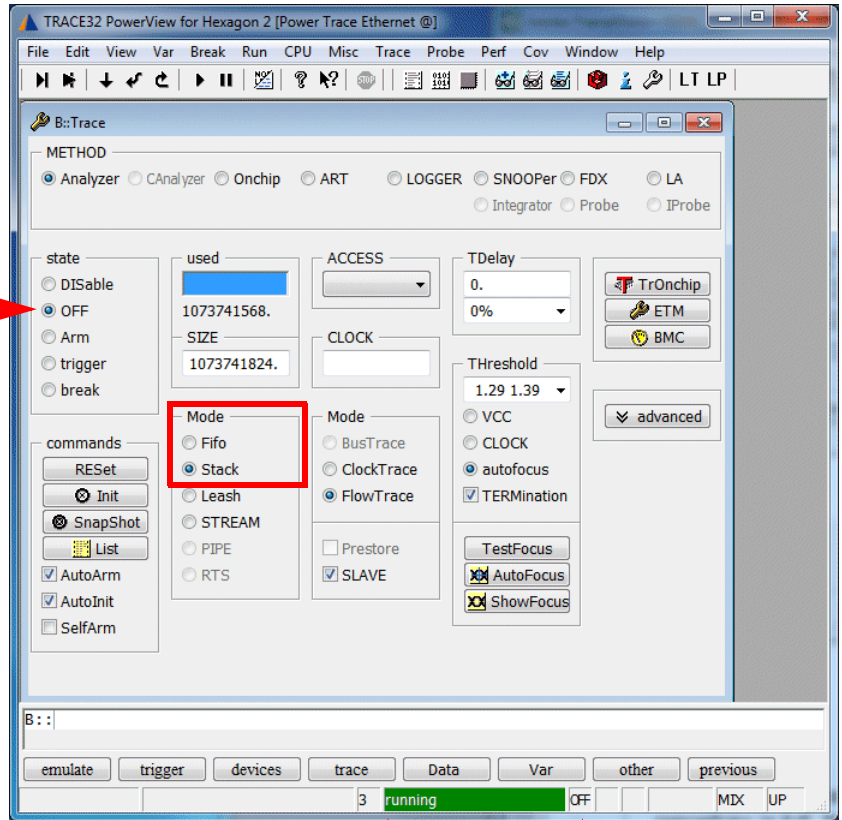 TRACE32 PowerView for Hexagon 2 [Power Trace Ethernet @]
File Edit View Var Break Run CPU Misc Trace Probe Perf Cov Window Help
LT LP
B::Trace
METHOD
Analyzer CAnalyzer Onchip ART LOGGER SNOOPer FDX LA
Integrator Probe IProbe
state
DISable
OFF
Arm
trigger
break
commands
RESet
Init
SnapShot
List
AutoArm
AutoInit
SelfArm
used
1073741568.
SIZE
1073741824.
Mode
Fifo
Stack
Leash
STREAM
PIPE
RTS
ACCESS
CLOCK
Mode
BusTrace
ClockTrace
FlowTrace
Prestore
SLAVE
TDelay
0.
0%
THreshold
1.29 1.39
VCC
CLOCK
autofocus
TERMination
TestFocus
AutoFocus
ShowFocus
TrOnchip
ETM
BMC
advanced
B::
emulate trigger devices trace Data Var other previous
3 running OFF MIX UP